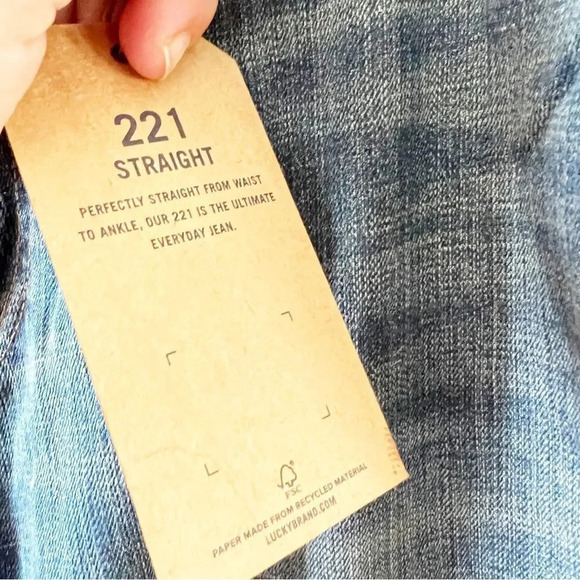 221
STRAIGHT
PERFECTLY STRAIGHT FROM WAIST
TO ANKLE, OUR 221 IS THE ULTIMATE
EVERYDAY JEAN.
FSC
PAPER MADE FROM RECYCLED MATERIAL
LUCKYBRAND.COM